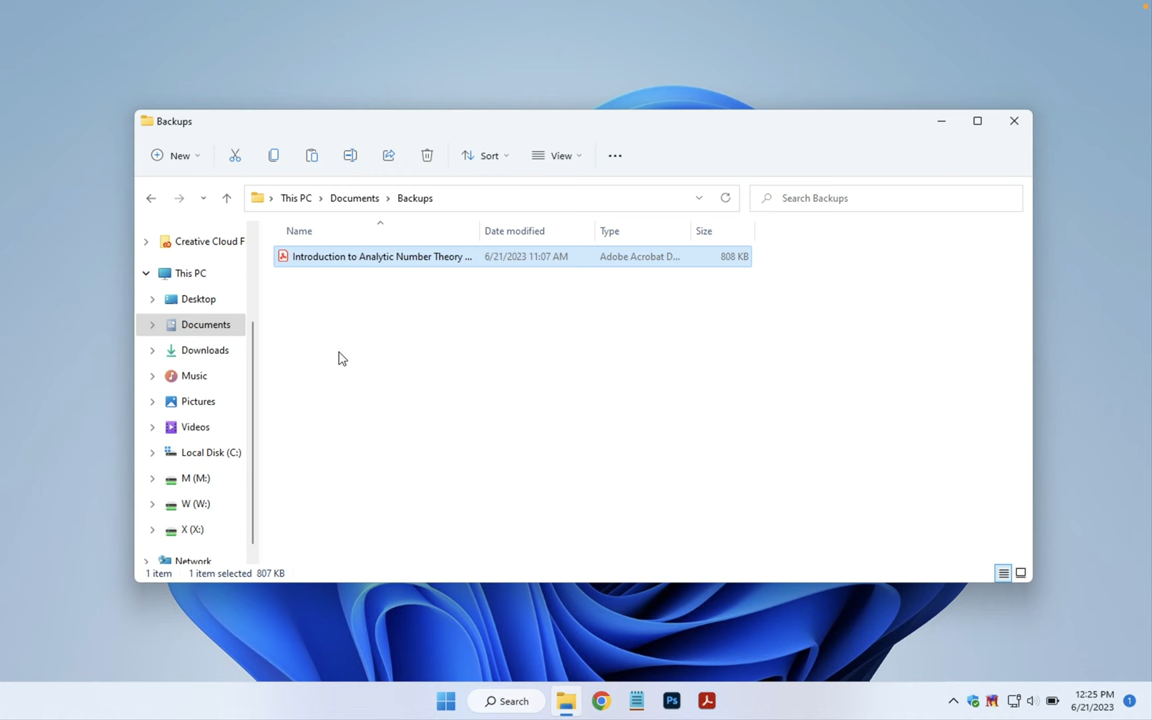 Backups
New
Sort
View
This PC > Documents > Backups
Search Backups
Name
Date modified
Type
Size
Introduction to Analytic Number Theory ...
6/21/2023 11:07 AM
Adobe Acrobat D...
808 KB
Creative Cloud F
This PC
Desktop
Documents
Downloads
Music
Pictures
Videos
Local Disk (C:)
M (M:)
W (W:)
X (X:)
Network
1 item
1 item selected 807 KB
Search
Ps
12:25 PM
6/21/2023
1